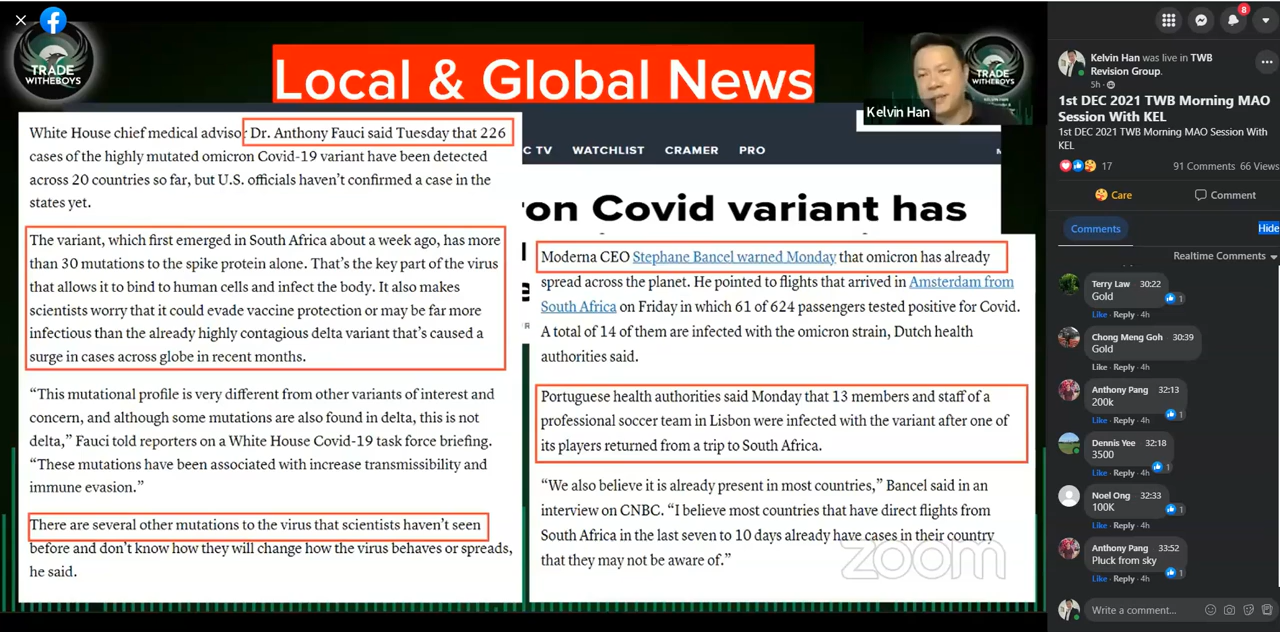 TRADE
WITHEBOYS
Local & Global News
TRADE
WITHEBOYS
Kelvin Han
White House chief medical advisor Dr. Anthony Fauci said Tuesday that 226
cases of the highly mutated omicron Covid-19 variant have been detected
across 20 countries so far, but U.S. officials haven't confirmed a case in the
states yet.
The variant, which first emerged in South Africa about a week ago, has more
than 30 mutations to the spike protein alone. That's the key part of the virus
that allows it to bind to human cells and infect the body. It also makes
scientists worry that it could evade vaccine protection or may be far more
infectious than the already highly contagious delta variant that's caused a
surge in cases across globe in recent months.
“This mutational profile is very different from other variants of interest and
concern, and although some mutations are also found in delta, this is not
delta,” Fauci told reporters on a White House Covid-19 task force briefing.
“These mutations have been associated with increase transmissibility and
immune evasion.”
There are several other mutations to the virus that scientists haven't seen
before and don't know how they will change how the virus behaves or spreads,
he said.
C TV WATCHLIST CRAMER PRO
on Covid variant has
Moderna CEO Stephane Bancel warned Monday that omicron has already
spread across the planet. He pointed to flights that arrived in Amsterdam from
South Africa on Friday in which 61 of 624 passengers tested positive for Covid.
A total of 14 of them are infected with the omicron strain, Dutch health
authorities said.
Portuguese health authorities said Monday that 13 members and staff of a
professional soccer team in Lisbon were infected with the variant after one of
its players returned from a trip to South Africa.
“We also believe it is already present in most countries,” Bancel said in an
interview on CNBC. “I believe most countries that have direct flights from
South Africa in the last seven to 10 days already have cases in their country
that they may not be aware of.”
zoom
8
Kelvin Han was live in TWB
Revision Group.
5h
1st DEC 2021 TWB Morning MAO
Session With KEL
1st DEC 2021 TWB Morning MAO Session With
KEL
17
91 Comments 66 Views
Care
Comment
Comments
Hide
Realtime Comments
Terry Law 30:22
Gold
1
Like · Reply · 4h
Chong Meng Goh 30:39
Gold
Like · Reply · 4h
Anthony Pang 32:13
200k
1
Like · Reply · 4h
Dennis Yee 32:18
3500
1
Like · Reply · 4h
Noel Ong 32:33
100K
1
Like · Reply · 4h
Anthony Pang 33:52
Pluck from sky
1
Like · Reply · 4h
Write a comment...